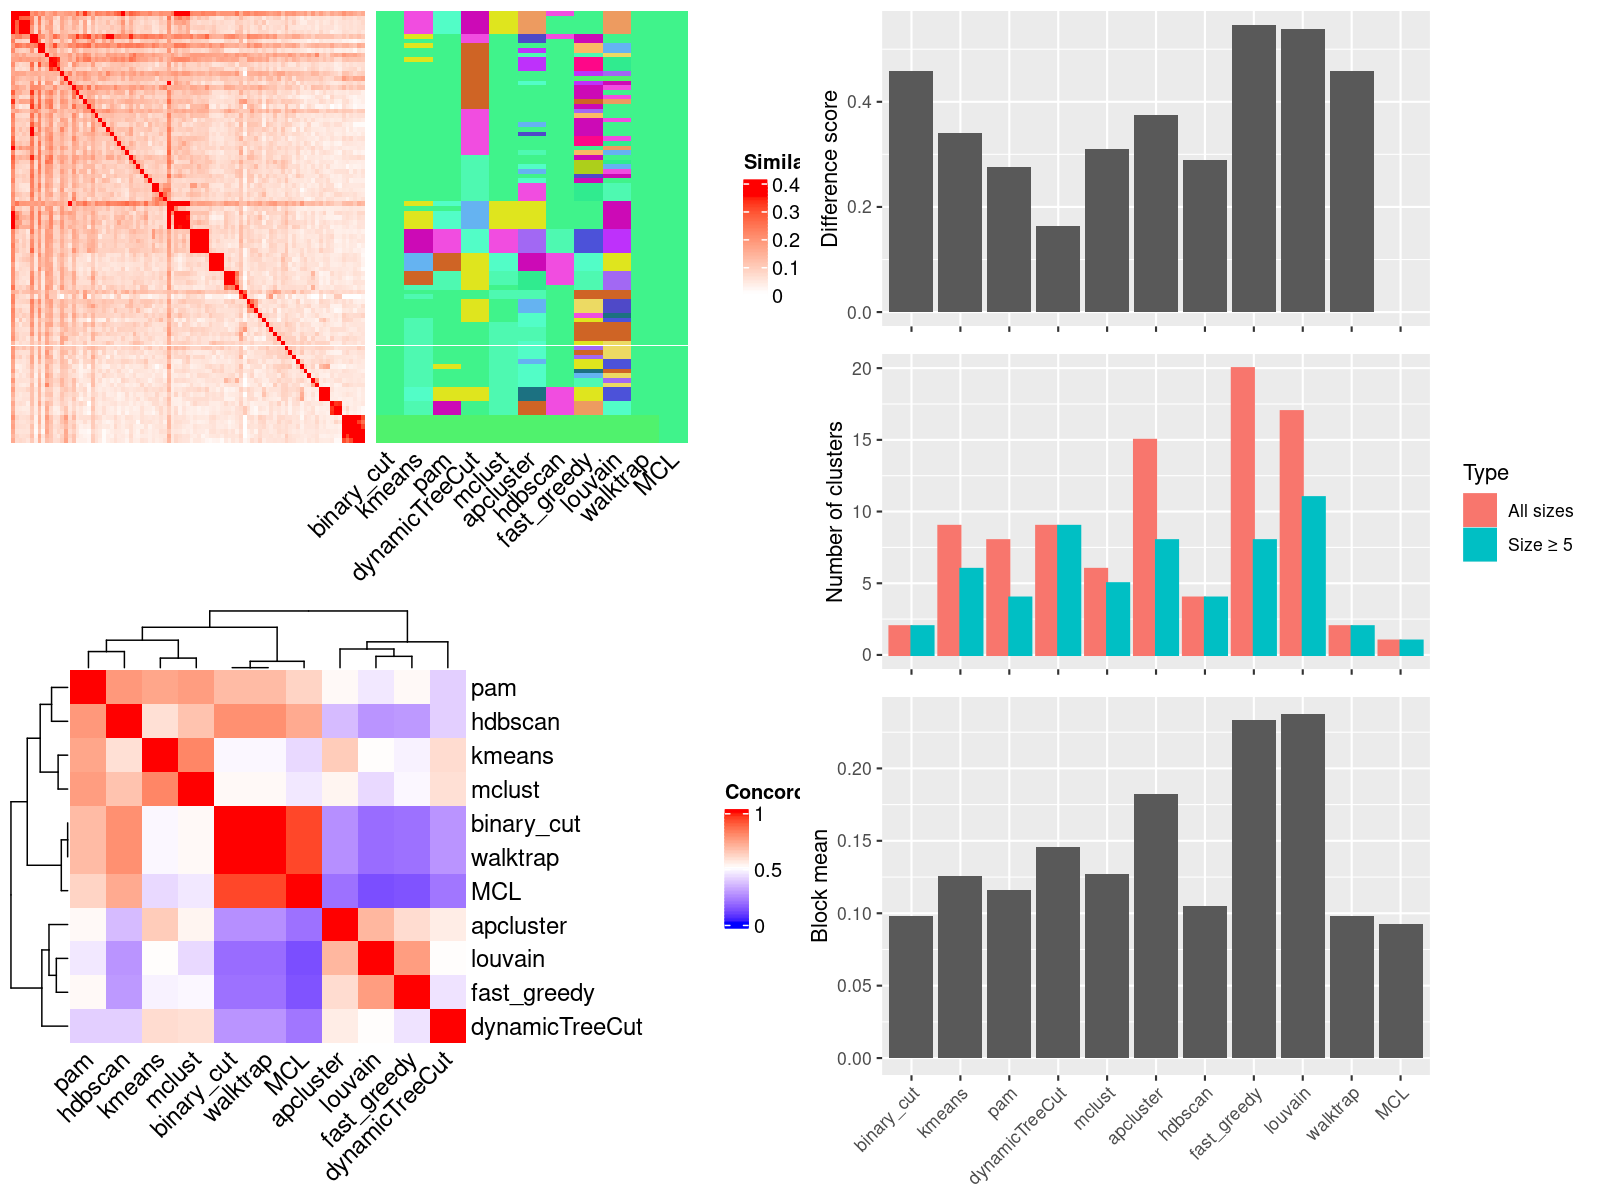 Simila
0.4
0.3
0.2
0.1
0
binary_cut
kmeans
pam
dynamicTreeCut
mclust
apcluster
hdbscan
fast_greedy
louvain
walktrap
MCL
Difference score
0.4
0.2
0.0
Number of clusters
20
15
10
5
0
Type
All sizes
Size ≥ 5
pam
hdbscan
kmeans
mclust
binary_cut
walktrap
MCL
apcluster
louvain
fast_greedy
dynamicTreeCut
pam
hdbscan
kmeans
mclust
binary_cut
walktrap
MCL
apcluster
louvain
fast_greedy
dynamicTreeCut
Concorc
1
0.5
0
Block mean
0.20
0.15
0.10
0.05
0.00
binary_cut
kmeans
pam
dynamicTreeCut
mclust
apcluster
hdbscan
fast_greedy
louvain
walktrap
MCL